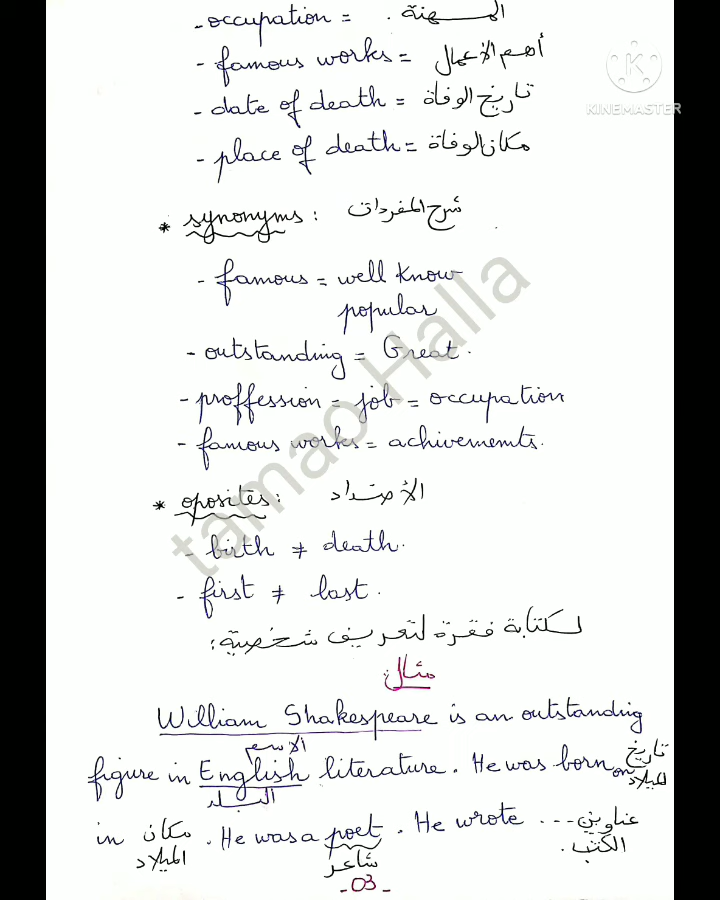 - occupation = المهنة.
- famous works = أهم الأعمال
- date of death = تاريخ الوفاة
- place of death = مكان الوفاة
* synonyms: شرح المفردات
- famous = well know
popular
- outstanding = Great.
- proffession = job = occupation
- famous works = achivememts.
* oposites: الأضداد
- birth ≠ death.
- first ≠ last.
لكتابة فقرة لتعريف شخصية:
مثال
William Shakespeare is an outstanding
الاسم
figure in English literature. He was born on تاريخ الميلاد
البلد
in مكان الميلاد. He was a poet. He wrote ... عناوين الكتب.
شاعر
- 03 -
KINEMASTER
tamao Halla